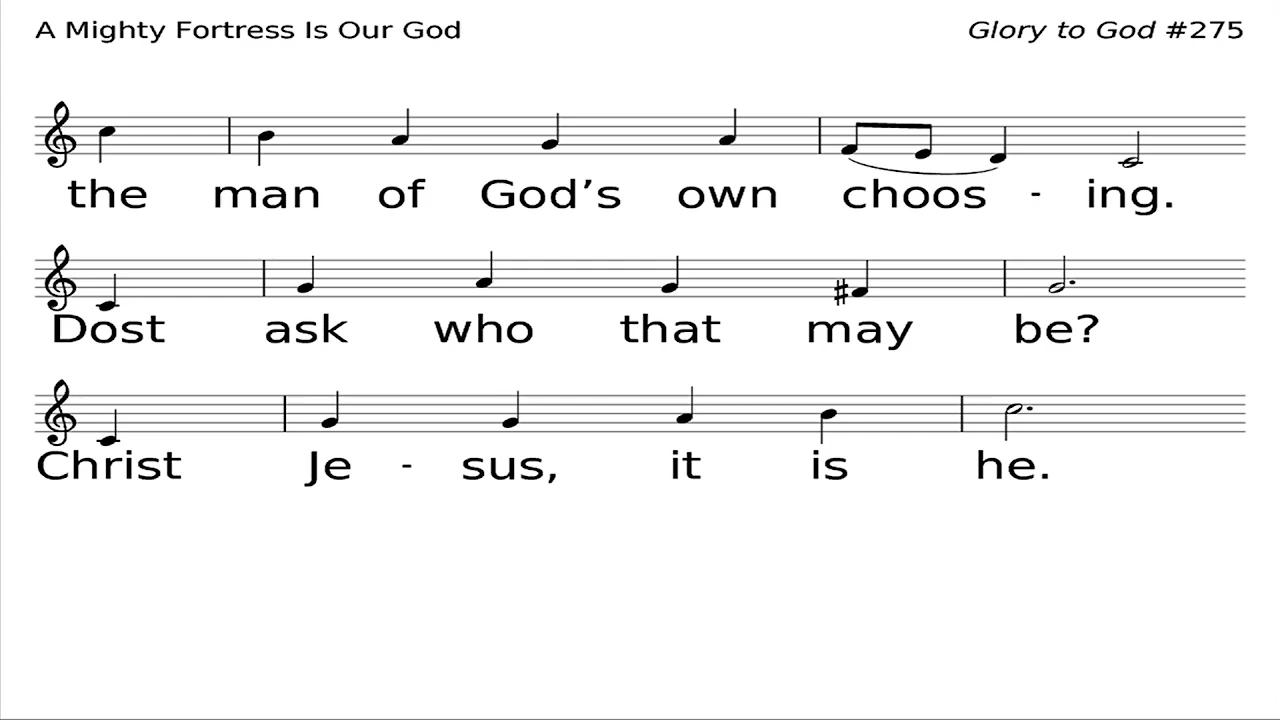 A Mighty Fortress Is Our God Glory to God #275
the man of God’s own choos - ing.
Dost ask who that may be?
Christ Je - sus, it is he.